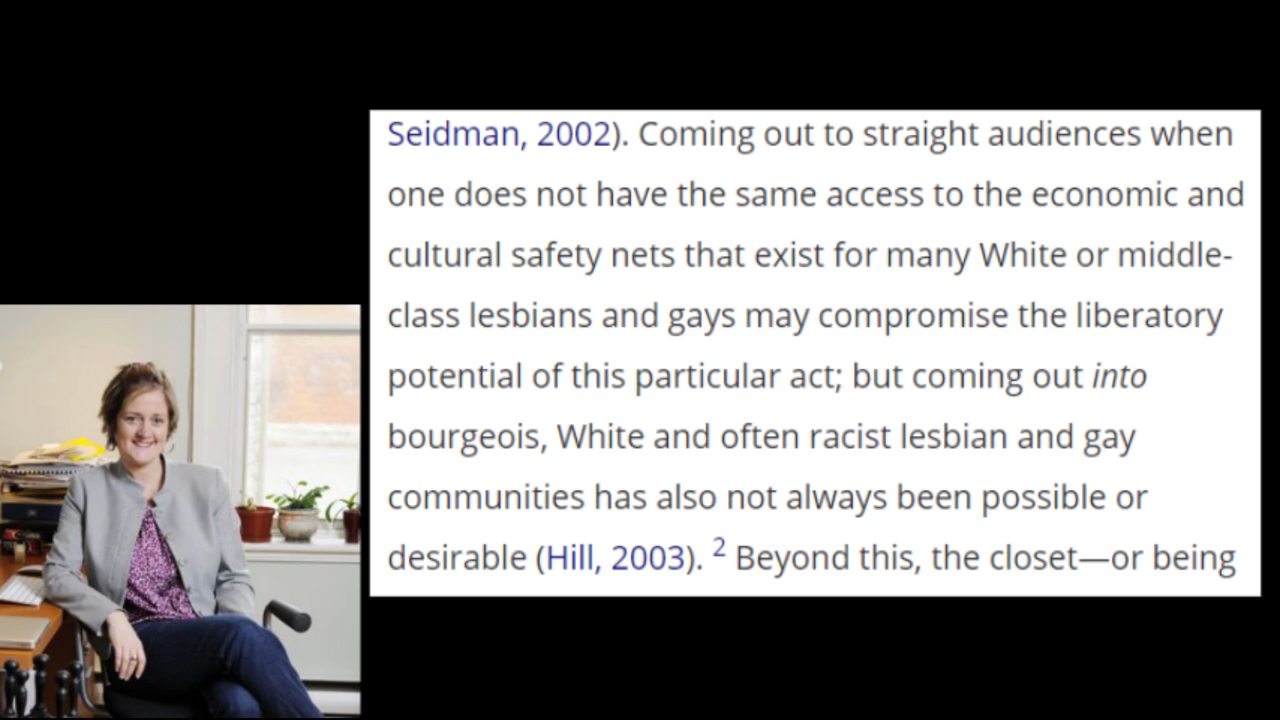 Seidman, 2002). Coming out to straight audiences when
one does not have the same access to the economic and
cultural safety nets that exist for many White or middle-
class lesbians and gays may compromise the liberatory
potential of this particular act; but coming out into
bourgeois, White and often racist lesbian and gay
communities has also not always been possible or
desirable (Hill, 2003). 2 Beyond this, the closet—or being